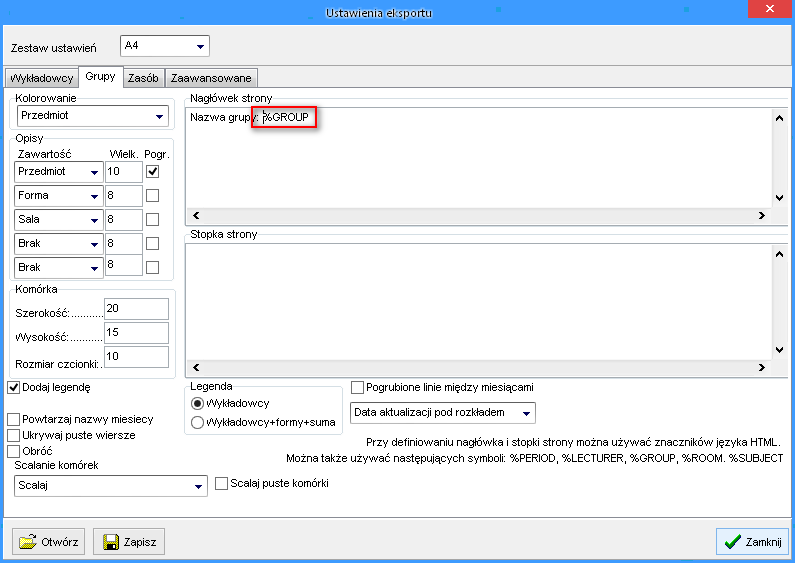 Ustawienia eksportu
Zestaw ustawień
A4
Wykładowcy
Grupy
Zasób
Zaawansowane
Kolorowanie
Przedmiot
Opisy
Zawartość Wielk. Pogr.
Przedmiot 10
Forma 8
Sala 8
Brak 8
Brak 8
Komórka
Szerokość:........... 20
Wysokość:........... 15
Rozmiar czcionki:. 10
Dodaj legendę
Powtarzaj nazwy miesiecy
Ukrywaj puste wiersze
Obróć
Scalanie komórek
Scalaj
Scalaj puste komórki
Nagłówek strony
Nazwa grupy: %GROUP
Stopka strony
Legenda
Wykładowcy
Wykładowcy+formy+suma
Pogrubione linie między miesiącami
Data aktualizacji pod rozkładem
Przy definiowaniu nagłówka i stopki strony można używać znaczników języka HTML.
Można także używać następujących symboli: %PERIOD, %LECTURER, %GROUP, %ROOM. %SUBJECT
Otwórz
Zapisz
Zamknij